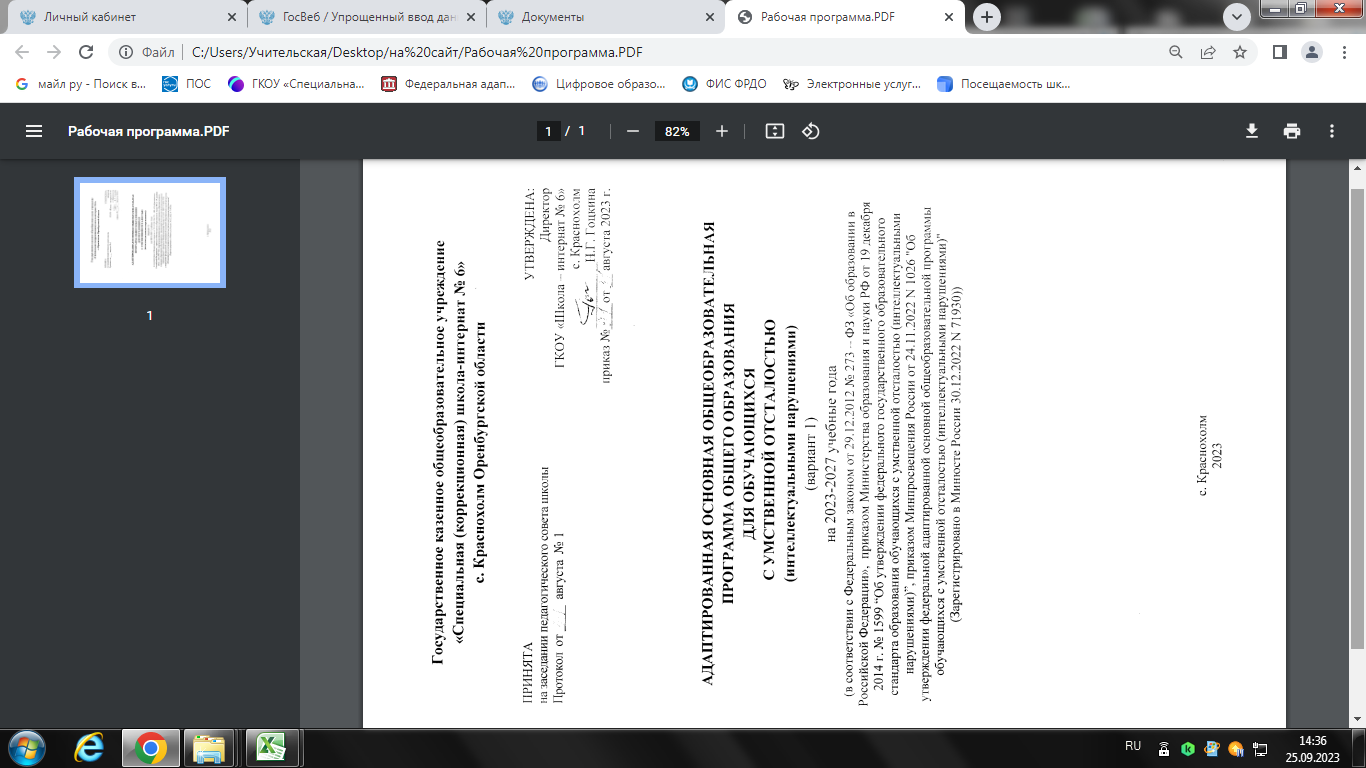 Личный кабинет
ГосВеб / Упрощенный ввод дан
Документы
Рабочая программа.PDF
Файл
C:/Users/Учительская/Desktop/на%20сайт/Рабочая%20программа.PDF
майл ру - Поиск в...
ПОС
ГКОУ «Специальна...
Федеральная адап...
Цифровое образо...
ФИС ФРДО
Электронные услуг...
Посещаемость шк...
Рабочая программа.PDF
1 / 1
82%
1
Государственное казенное общеобразовательное учреждение
«Специальная (коррекционная) школа-интернат № 6»
с. Краснохолм Оренбургской области
ПРИНЯТА
на заседании педагогического совета школы
Протокол от августа № 1
УТВЕРЖДЕНА:
Директор
ГКОУ «Школа – интернат № 6»
с. Краснохолм
Н.Г. Гоцкина
приказ № от августа 2023 г.
АДАПТИРОВАННАЯ ОСНОВНАЯ ОБЩЕОБРАЗОВАТЕЛЬНАЯ
ПРОГРАММА ОБЩЕГО ОБРАЗОВАНИЯ
ДЛЯ ОБУЧАЮЩИХСЯ
С УМСТВЕННОЙ ОТСТАЛОСТЬЮ
(интеллектуальными нарушениями)
(вариант 1)
на 2023-2027 учебные года
(в соответствии с Федеральным законом от 29.12.2012 № 273 – ФЗ «Об образовании в
Российской Федерации», приказом Министерства образования и науки РФ от 19 декабря
2014 г. № 1599 “Об утверждении федерального государственного образовательного
стандарта образования обучающихся с умственной отсталостью (интеллектуальными
нарушениями)”, приказом Минпросвещения России от 24.11.2022 N 1026 "Об
утверждении федеральной адаптированной основной общеобразовательной программы
обучающихся с умственной отсталостью (интеллектуальными нарушениями)"
(Зарегистрировано в Минюсте России 30.12.2022 N 71930))
с. Краснохолм
2023
RU
14:36
25.09.2023